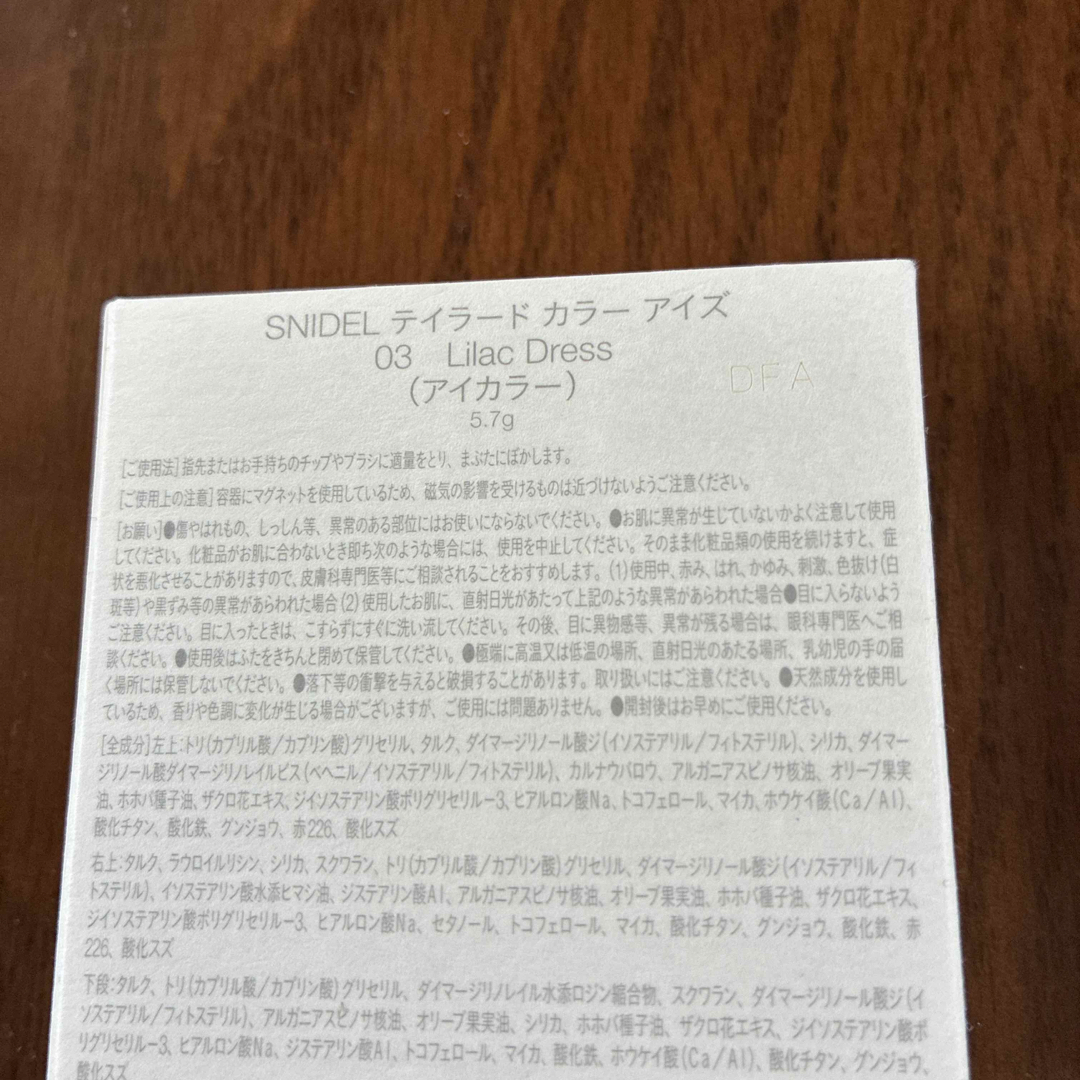 SNIDEL テイラード カラー アイズ
03 Lilac Dress
(アイカラー)
DFA
5.7g
[ご使用法]指先またはお手持ちのチップやブラシに適量をとり、まぶたにぼかします。
[ご使用上の注意]容器にマグネットを使用しているため、磁気の影響を受けるものは近づけないようご注意ください。
[お願い]●傷やはれもの、しっしん等、異常のある部位にはお使いにならないでください。●お肌に異常が生じていないかよく注意して使用
してください。化粧品がお肌に合わないとき即ち次のような場合には、使用を中止してください。そのまま化粧品類の使用を続けますと、症
状を悪化させることがありますので、皮膚科専門医等にご相談されることをおすすめします。(1)使用中、赤み、はれ、かゆみ、刺激、色抜け(白
斑等)や黒ずみ等の異常があらわれた場合(2)使用したお肌に、直射日光があたって上記のような異常があらわれた場合●目に入らないよう
ご注意ください。目に入ったときは、こすらずにすぐに洗い流してください。その後、目に異物感等、異常が残る場合は、眼科専門医へご相
談ください。●使用後はふたをきちんと閉めて保管してください。●極端に高温又は低温の場所、直射日光のあたる場所、乳幼児の手の届
く場所には保管しないでください。●落下等の衝撃を与えると破損することがあります。取り扱いにはご注意ください。●天然成分を使用し
ているため、香りや色調に変化が生じる場合がございますが、ご使用には問題ありません。●開封後はお早めにご使用ください。
[全成分]左上:トリ(カプリル酸/カプリン酸)グリセリル、タルク、ダイマージリノール酸ジ(イソステアリル/フィトステリル)、シリカ、ダイマー
ジリノール酸ダイマージリノレイルビス(ベヘニル/イソステアリル/フィトステリル)、カルナウバロウ、アルガニアスピノサ核油、オリーブ果実
油、ホホバ種子油、ザクロ花エキス、ジイソステアリン酸ポリグリセリル-3、ヒアルロン酸Na、トコフェロール、マイカ、ホウケイ酸(Ca/Al)、
酸化チタン、酸化鉄、グンジョウ、赤226、酸化スズ
右上:タルク、ラウロイルリシン、シリカ、スクワラン、トリ(カプリル酸/カプリン酸)グリセリル、ダイマージリノール酸ジ(イソステアリル/フィ
トステリル)、イソステアリン酸水添ヒマシ油、ジステアリン酸Al、アルガニアスピノサ核油、オリーブ果実油、ホホバ種子油、ザクロ花エキス、
ジイソステアリン酸ポリグリセリル-3、ヒアルロン酸Na、セタノール、トコフェロール、マイカ、酸化チタン、グンジョウ、酸化鉄、赤
226、酸化スズ
下段:タルク、トリ(カプリル酸/カプリン酸)グリセリル、ダイマージリノレイル水添ロジン縮合物、スクワラン、ダイマージリノール酸ジ(イ
ソステアリル/フィトステリル)、アルガニアスピノサ核油、オリーブ果実油、シリカ、ホホバ種子油、ザクロ花エキス、ジイソステアリン酸ポ
リグリセリル-3、ヒアルロン酸Na、ジステアリン酸Al、トコフェロール、マイカ、酸化鉄、ホウケイ酸(Ca/Al)、酸化チタン、グンジョウ、
酸化スズ